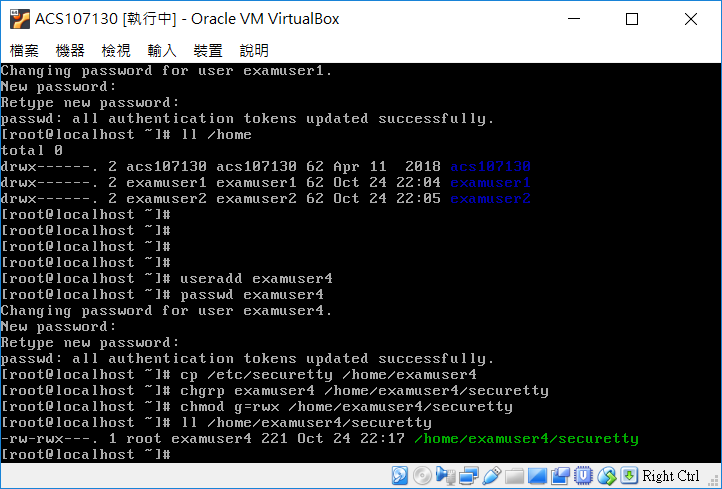 ACS107130 [執行中] - Oracle VM VirtualBox
檔案 機器 檢視 輸入 裝置 說明
Changing password for user examuser1.
New password:
Retype new password:
passwd: all authentication tokens updated successfully.
[root@localhost ~]# ll /home
total 0
drwx------. 2 acs107130 acs107130 62 Apr 11  2018 acs107130
drwx------. 2 examuser1 examuser1 62 Oct 24 22:04 examuser1
drwx------. 2 examuser2 examuser2 62 Oct 24 22:05 examuser2
[root@localhost ~]#
[root@localhost ~]#
[root@localhost ~]#
[root@localhost ~]#
[root@localhost ~]# useradd examuser4
[root@localhost ~]# passwd examuser4
Changing password for user examuser4.
New password:
Retype new password:
passwd: all authentication tokens updated successfully.
[root@localhost ~]# cp /etc/securetty /home/examuser4
[root@localhost ~]# chgrp examuser4 /home/examuser4/securetty
[root@localhost ~]# chmod g=rwx /home/examuser4/securetty
[root@localhost ~]# ll /home/examuser4/securetty
-rw-rwx---. 1 root examuser4 221 Oct 24 22:17 /home/examuser4/securetty
[root@localhost ~]#
Right Ctrl